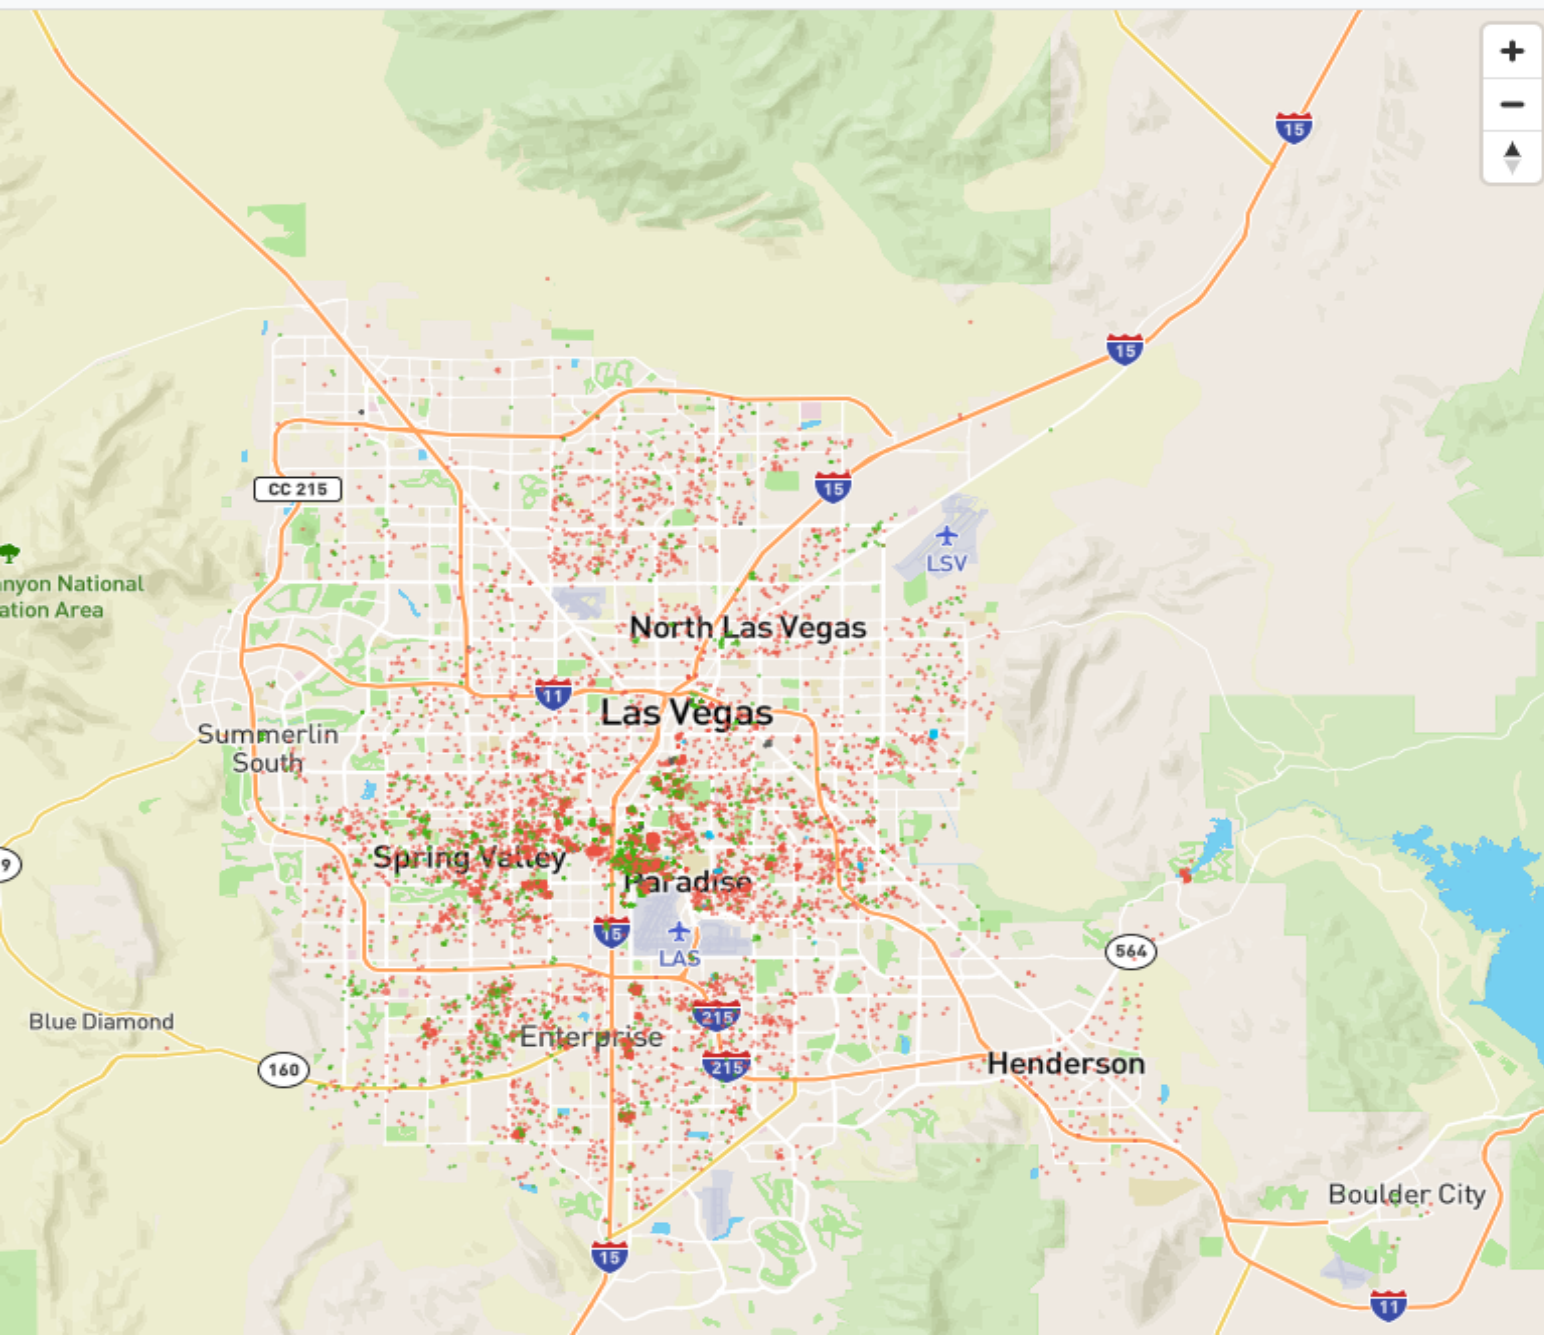 15
15
CC 215
15
LSV
anyon National
ation Area
North Las Vegas
11
Las Vegas
Summerlin
South
Spring Valley
9
Paradise
15
LAS
564
215
Blue Diamond
Enterprise
215
160
Henderson
Boulder City
15
11